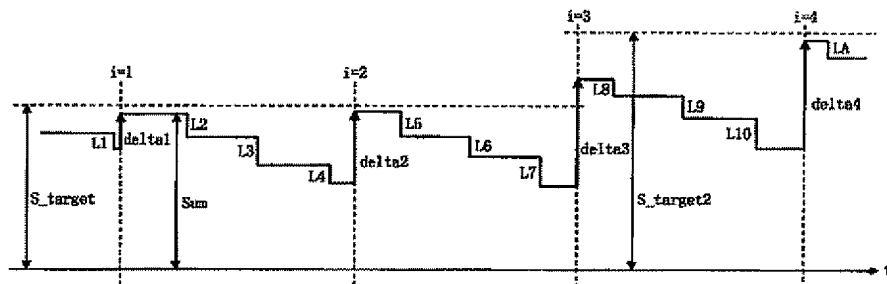 i=1
i=2
i=3
i=4
L1
delta1
L2
L3
L4
delta2
L5
L6
L7
delta3
L8
L9
L10
delta4
LA
S_target
Sum
S_target2
t